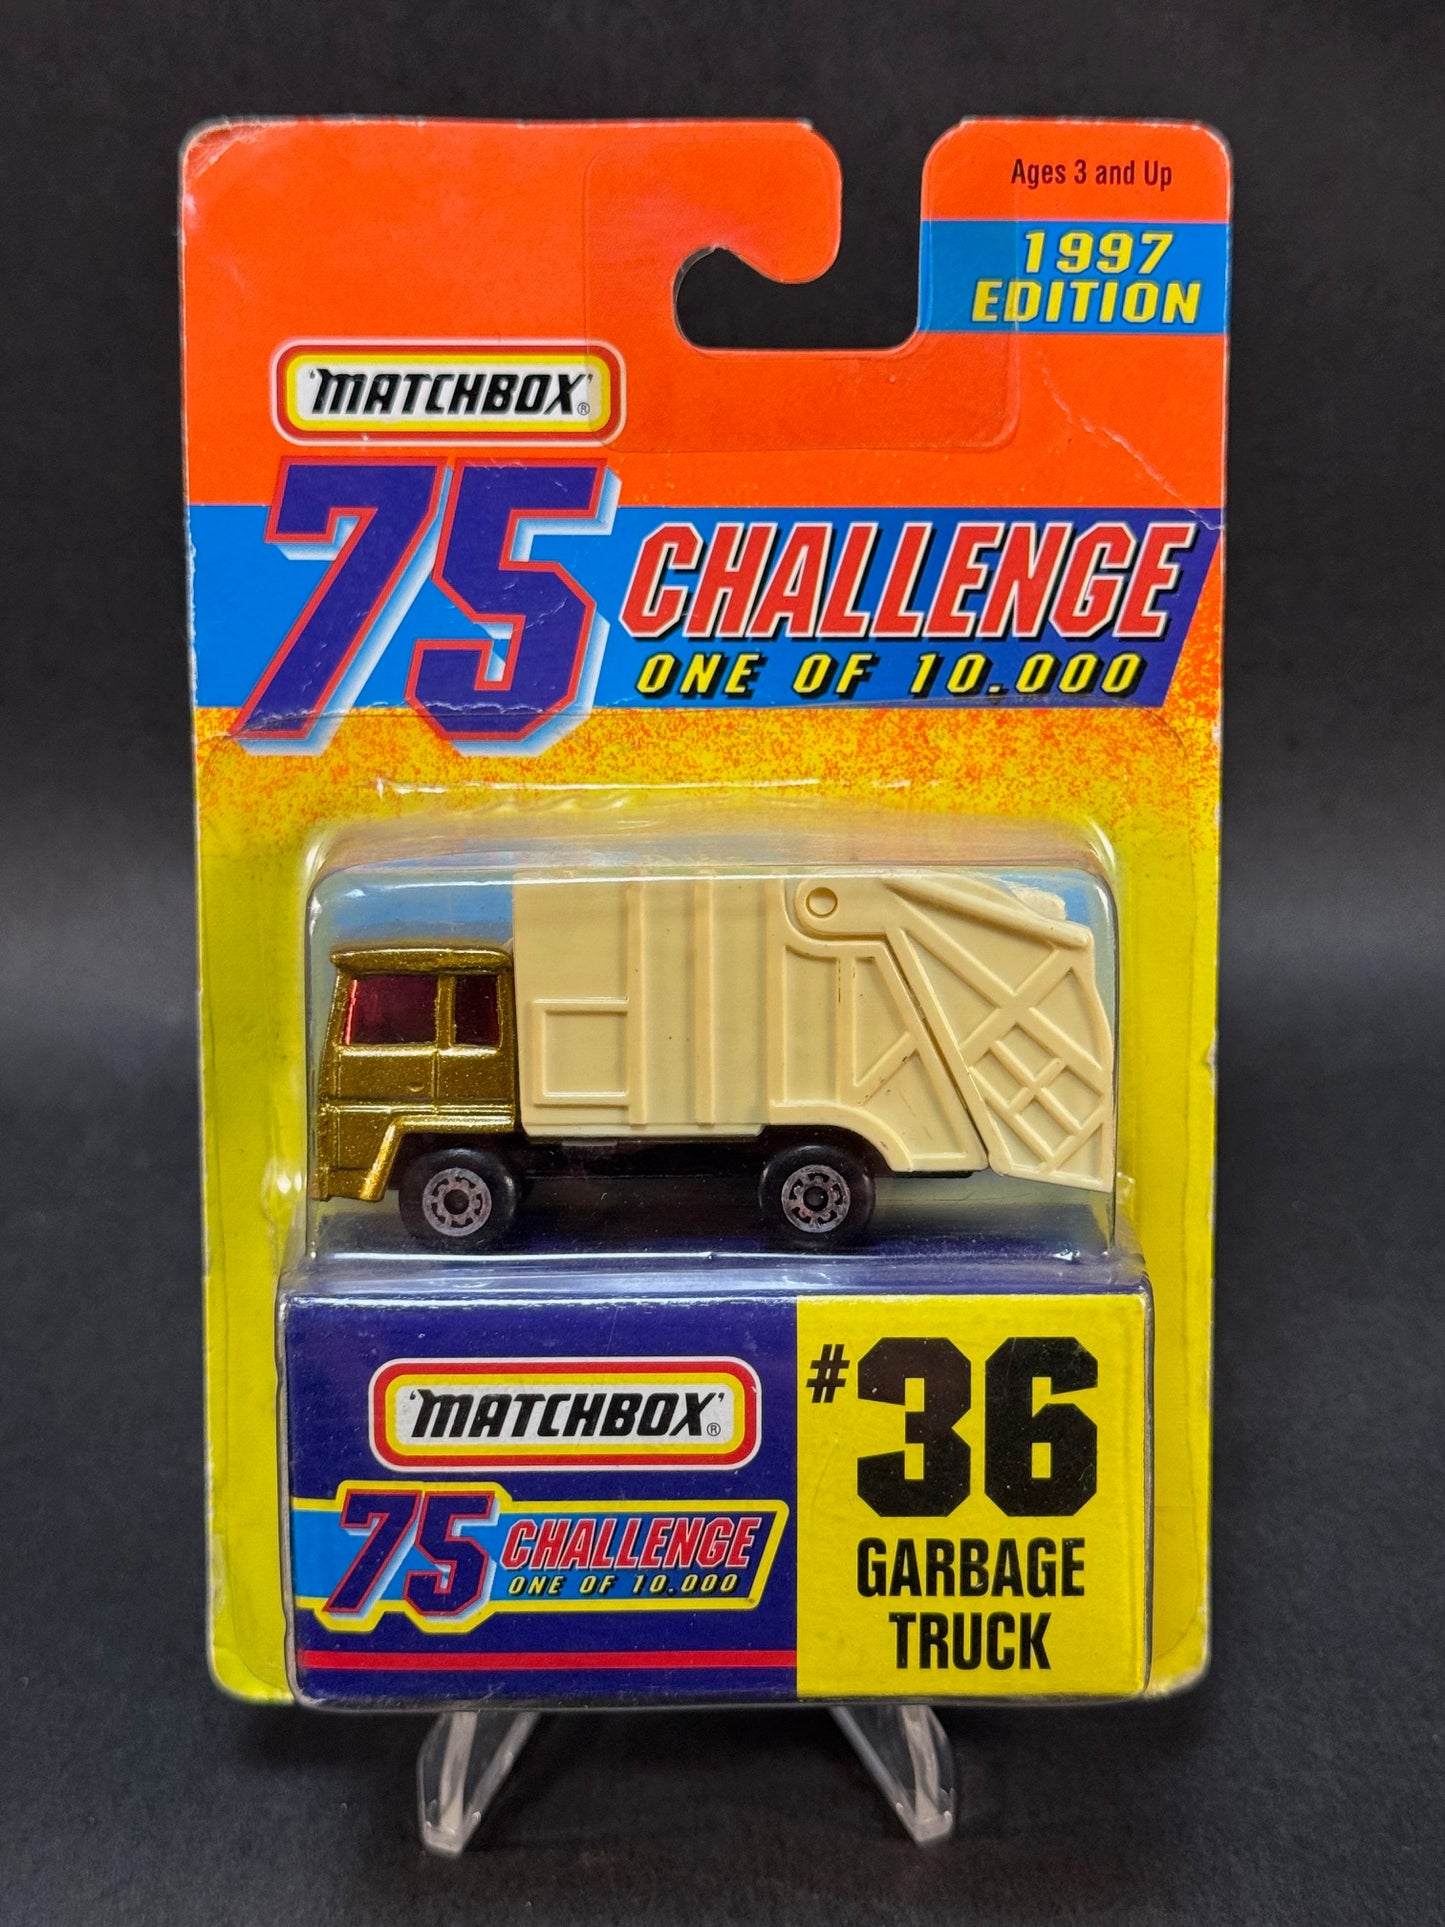 Ages 3 and Up
1997
EDITION
'MATCHBOX'®
75 CHALLENGE
ONE OF 10.000
'MATCHBOX'®
75 CHALLENGE
ONE OF 10.000
#36
GARBAGE
TRUCK